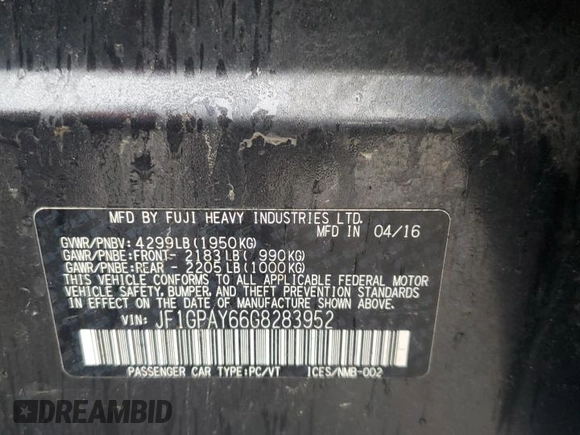 MFD BY FUJI HEAVY INDUSTRIES LTD.
MFD IN 04/16
GVWR/PNBV: 4299LB (1950KG)
GAWR/PNBE:FRONT- 2183LB ( 990KG)
GAWR/PNBE:REAR - 2205LB (1000KG)
THIS VEHICLE CONFORMS TO ALL APPLICABLE FEDERAL MOTOR
VEHICLE SAFETY, BUMPER, AND THEFT PREVENTION STANDARDS
IN EFFECT ON THE DATE OF MANUFACTURE SHOWN ABOVE.
VIN: JF1GPAY66G8283952
PASSENGER CAR TYPE:PC/VT ICES/NMB-002
DREAMBID